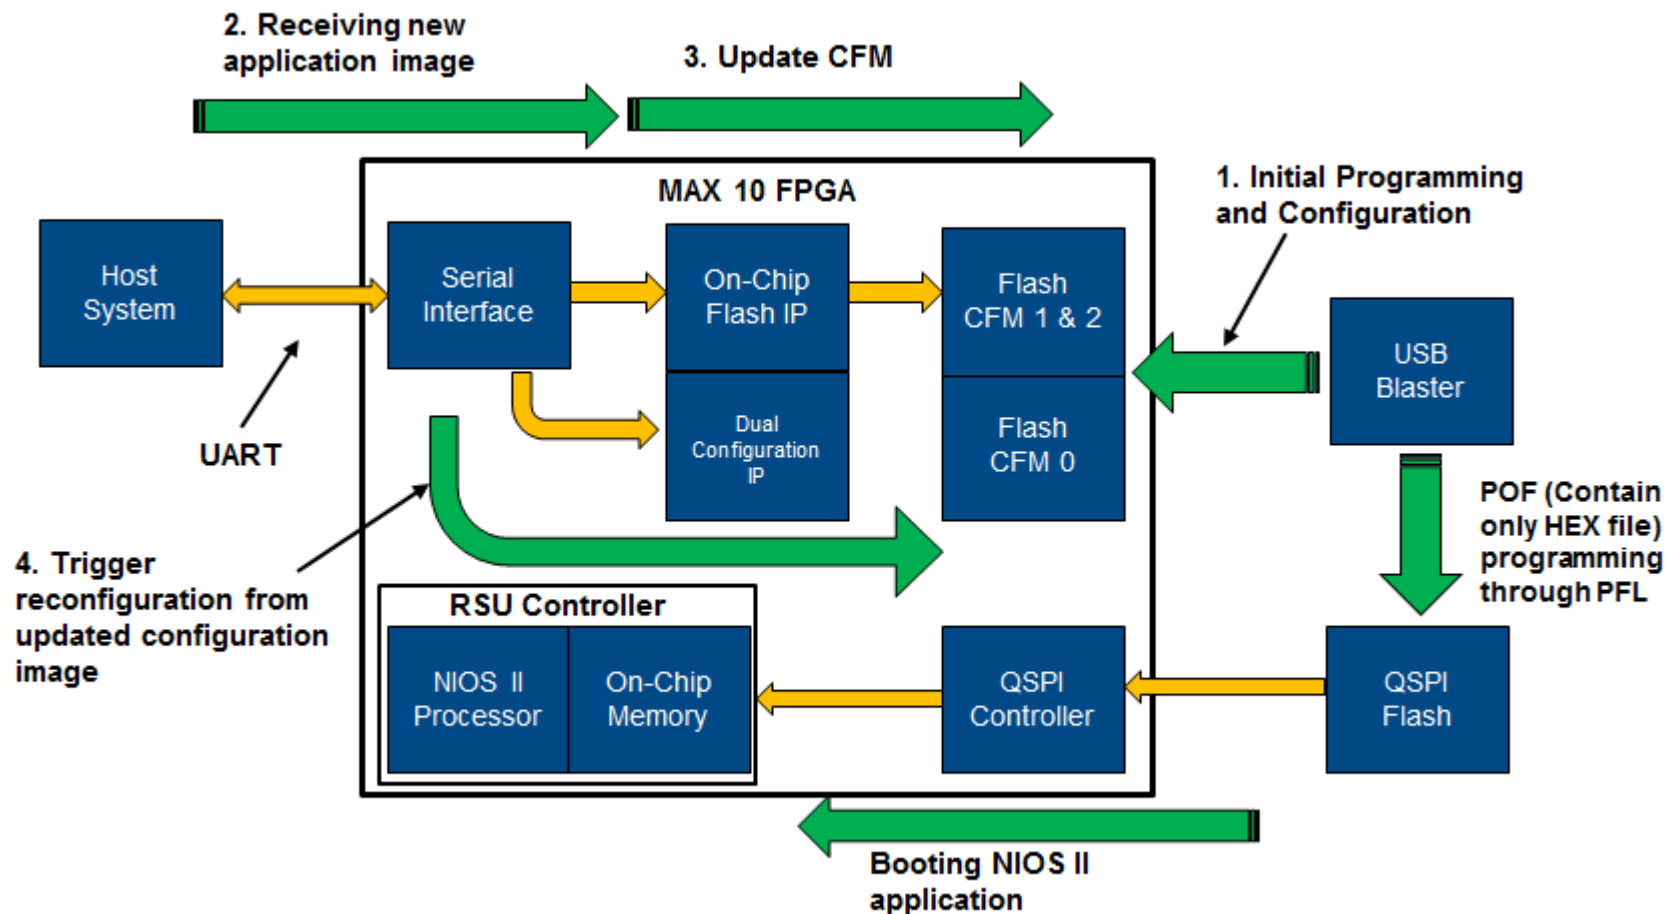 2. Receiving new
application image
3. Update CFM
MAX 10 FPGA
1. Initial Programming
and Configuration
Host
System
Serial
Interface
On-Chip
Flash IP
Flash
CFM 1 & 2
USB
Blaster
UART
Dual
Configuration
IP
Flash
CFM 0
POF (Contain
only HEX file)
programming
through PFL
4. Trigger
reconfiguration from
updated configuration
image
RSU Controller
NIOS II
Processor
On-Chip
Memory
QSPI
Controller
QSPI
Flash
Booting NIOS II
application